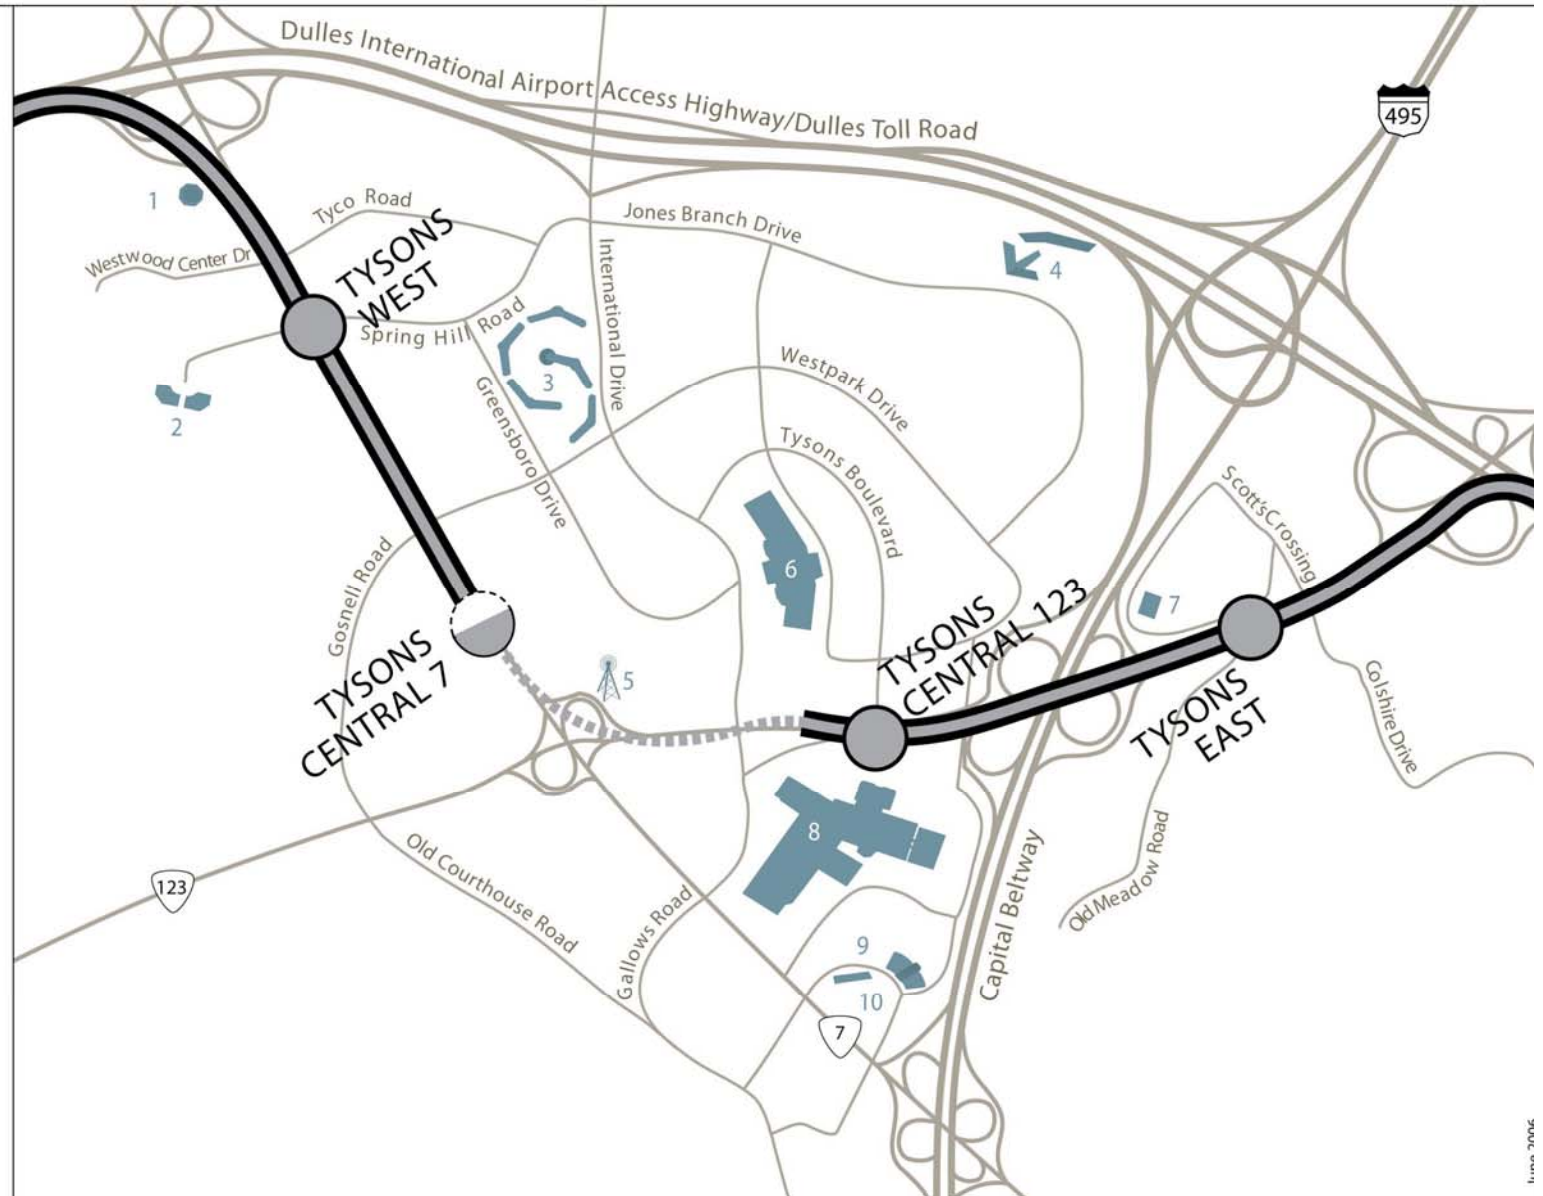 Dulles International Airport Access Highway/Dulles Toll Road
495
1
Tyco Road
Jones Branch Drive
4
Westwood Center Dr
TYSONS
WEST
International Drive
Spring Hill Road
3
2
Greensboro Drive
Westpark Drive
Tysons Boulevard
Scott's Crossing
Gosnell Road
6
7
TYSONS
CENTRAL 123
TYSONS
CENTRAL 7
5
TYSONS
EAST
Colshire Drive
8
123
Old Courthouse Road
Gallows Road
Capital Beltway
Old Meadow Road
9
10
7
June 2006